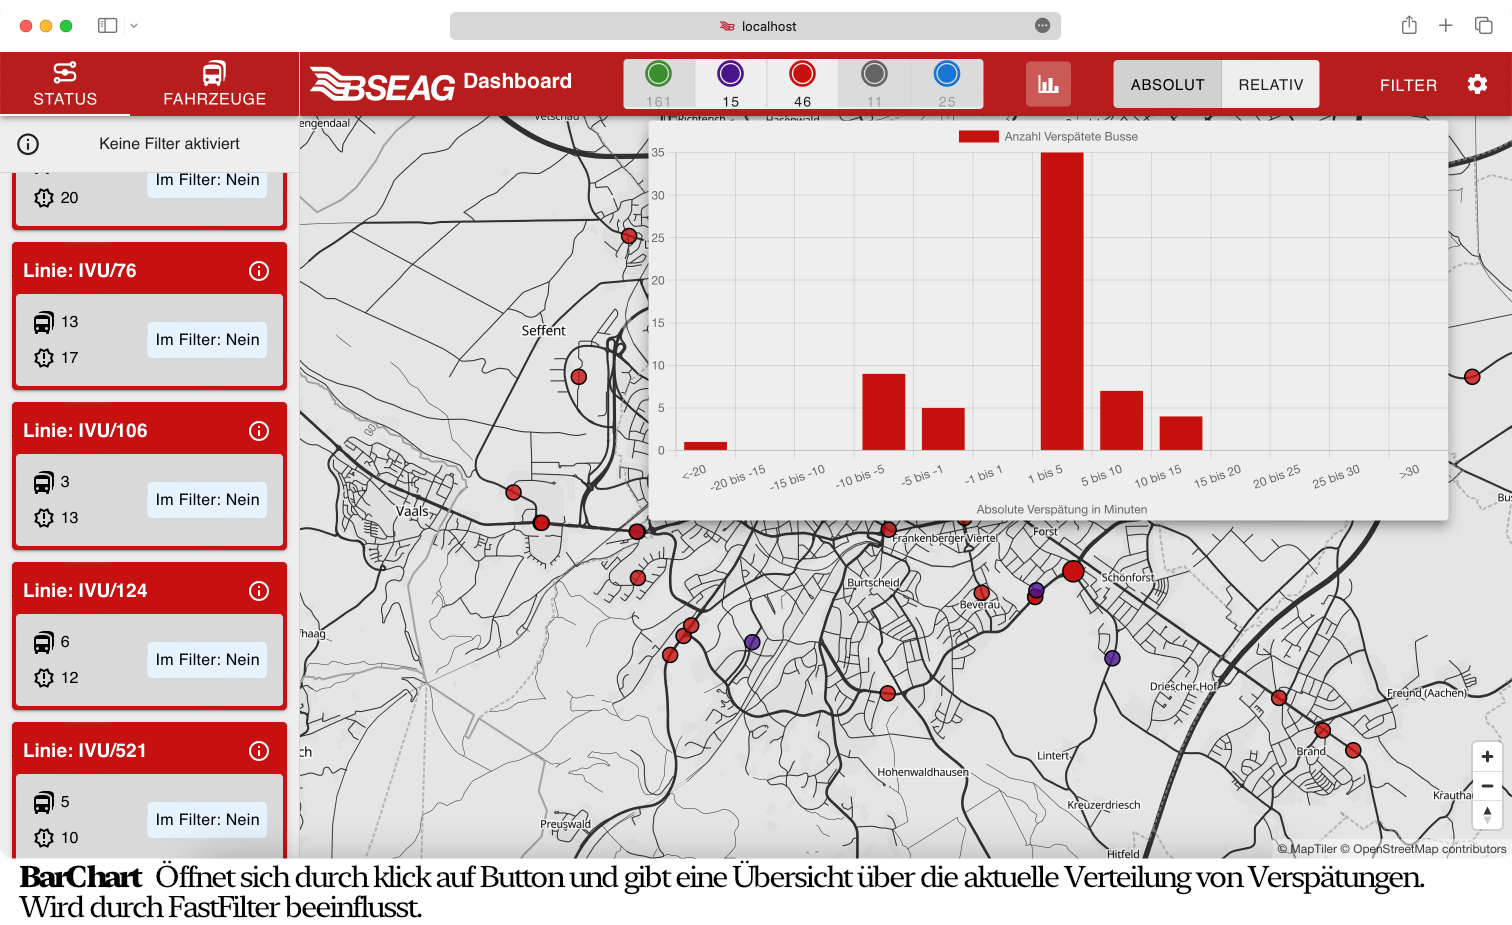 localhost
STATUS
FAHRZEUGE
BSEAG Dashboard
161
15
46
11
25
ABSOLUT
RELATIV
FILTER
Keine Filter aktiviert
20
Im Filter: Nein
Linie: IVU/76
13
17
Im Filter: Nein
Linie: IVU/106
3
13
Im Filter: Nein
Linie: IVU/124
6
12
Im Filter: Nein
Linie: IVU/521
5
10
Im Filter: Nein
engendaal
Vetschau
Richterich
Hasenwald
Anzahl Verspätete Busse
35
30
25
20
15
10
5
0
<-20
-20 bis -15
-15 bis -10
-10 bis -5
-5 bis -1
-1 bis 1
1 bis 5
5 bis 10
10 bis 15
15 bis 20
20 bis 25
25 bis 30
>30
Absolute Verspätung in Minuten
Seffent
Vaals
Frankenberger Viertel
Forst
Burtscheid
Schönforst
Beverau
haag
Driescher Hof
Freund (Aachen)
Brand
Lintert
Hohenwaldhausen
Kreuzerdriesch
Krautha
Preuswald
Hitfeld
ch
Bu
© MapTiler © OpenStreetMap contributors
BarChart Öffnet sich durch klick auf Button und gibt eine Übersicht über die aktuelle Verteilung von Verspätungen.
Wird durch FastFilter beeinflusst.